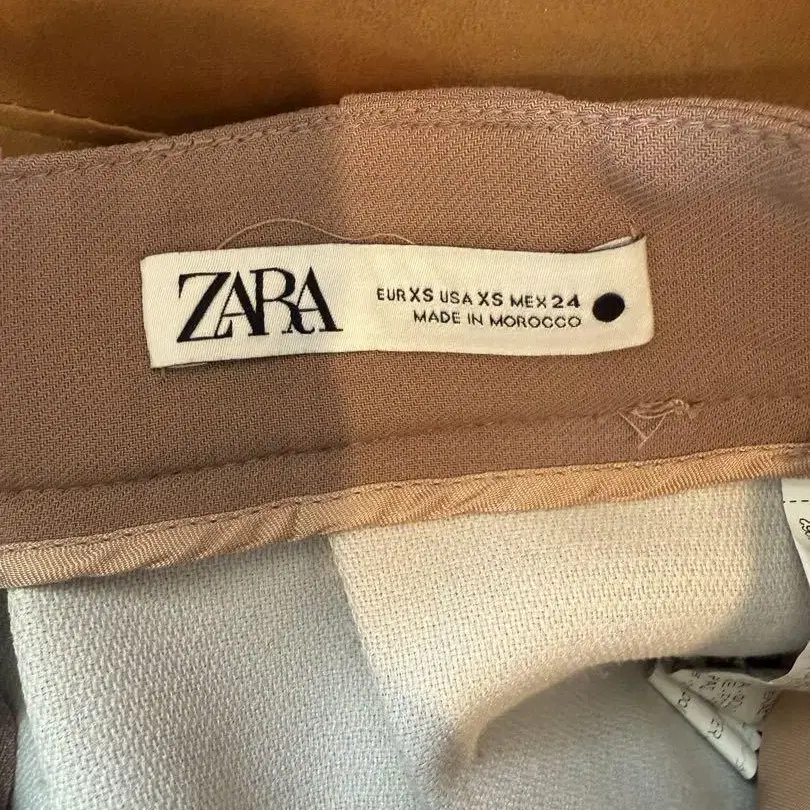 ZARA
EUR XS USA XS MEX 24
MADE IN MOROCCO